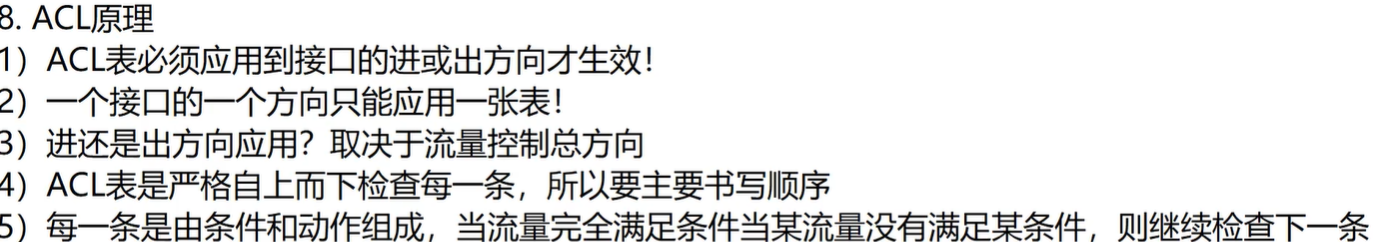 8. ACL原理
1）ACL表必须应用到接口的进或出方向才生效！
2）一个接口的一个方向只能应用一张表！
3）进还是出方向应用？取决于流量控制总方向
4）ACL表是严格自上而下检查每一条，所以要主要书写顺序
5）每一条是由条件和动作组成，当流量完全满足条件当某流量没有满足某条件，则继续检查下一条